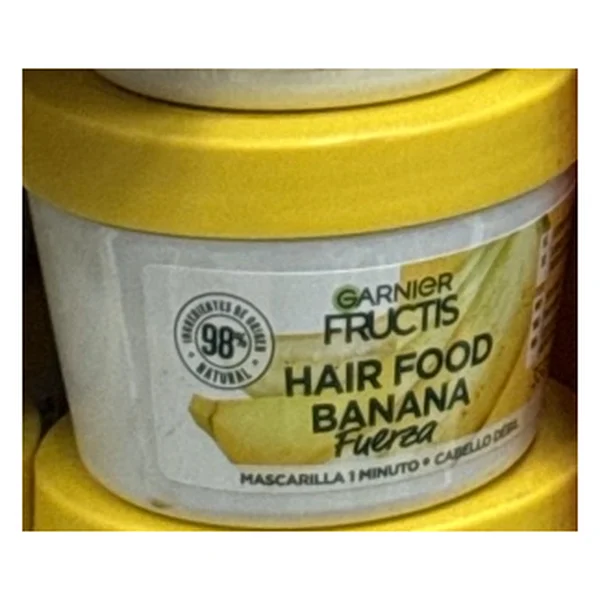 GARNIER
FRUCTIS
HAIR FOOD
BANANA
Fuerza
MASCARILLA 1 MINUTO • CABELLO DÉBIL
INGREDIENTES DE ORIGEN
98%
NATURAL